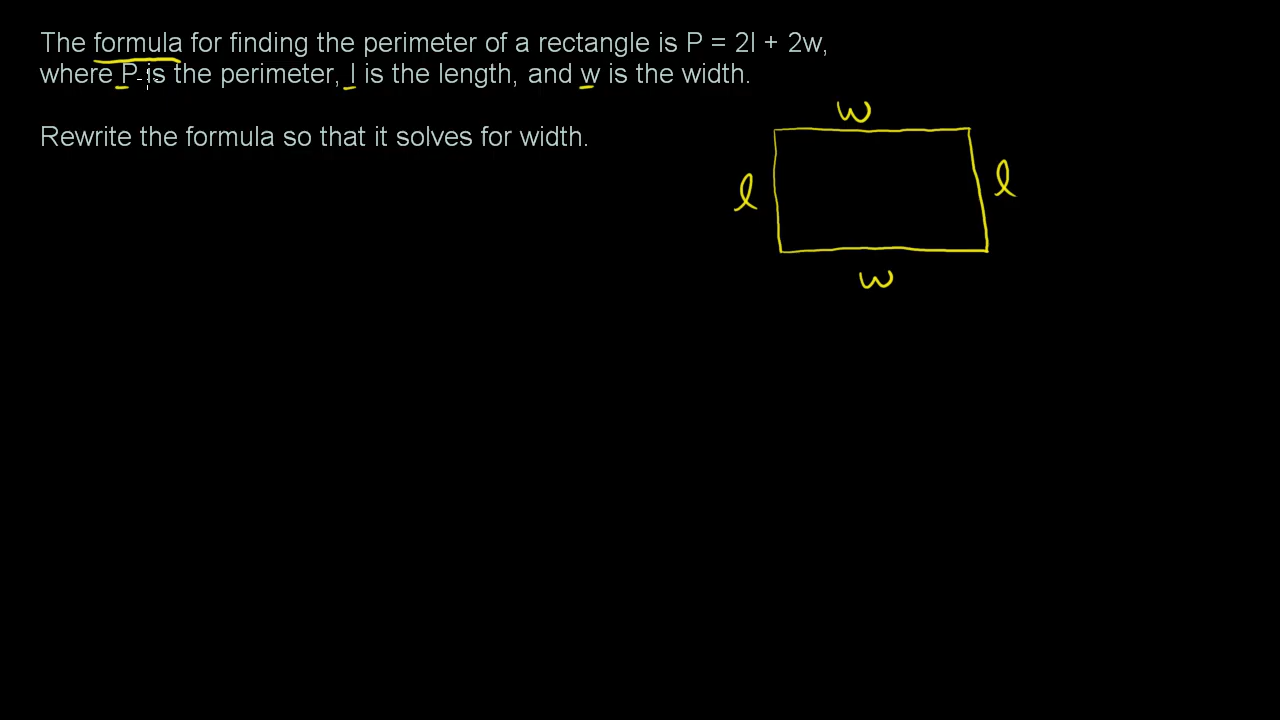 The formula for finding the perimeter of a rectangle is P = 2l + 2w,
where P is the perimeter, l is the length, and w is the width.
Rewrite the formula so that it solves for width.
w
l
l
w